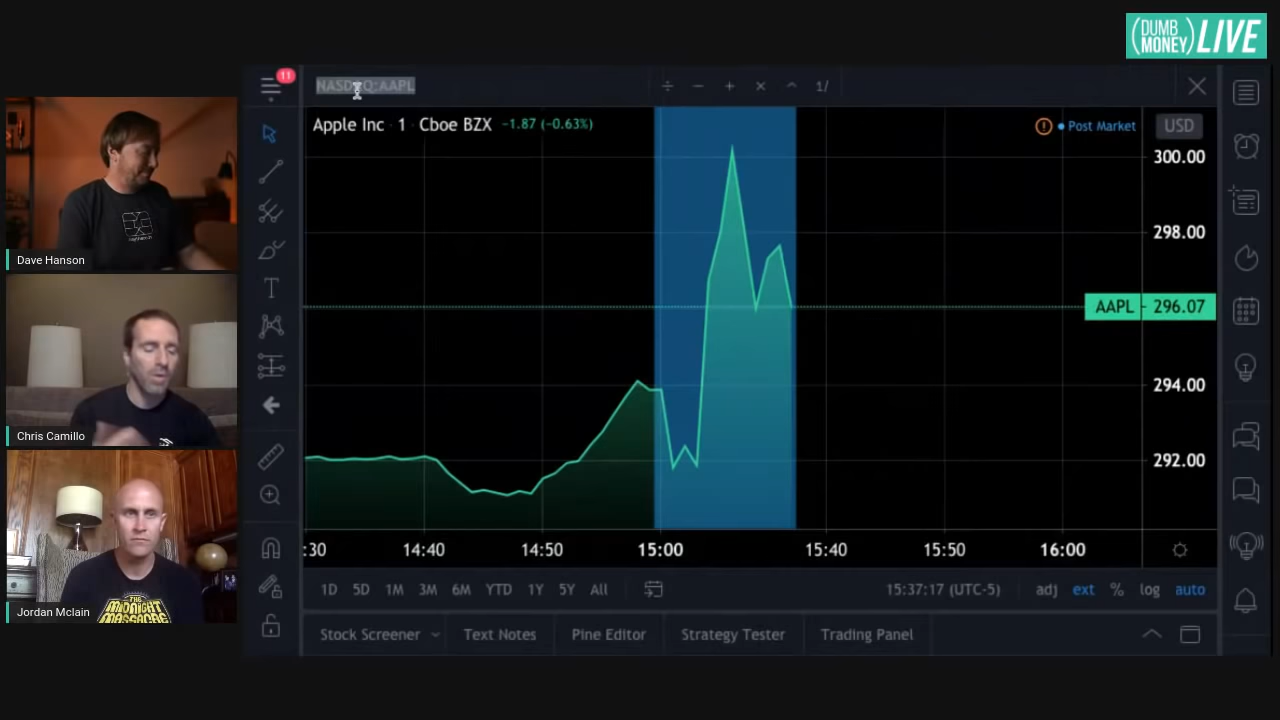 (DUMB MONEY) LIVE
11
NASDAQ:AAPL
÷ − + × ^ 1/
Apple Inc · 1 · Cboe BZX −1.87 (−0.63%)
Post Market
USD
300.00
298.00
AAPL 296.07
294.00
292.00
:30 14:40 14:50 15:00 15:40 15:50 16:00
1D 5D 1M 3M 6M YTD 1Y 5Y All
15:37:17 (UTC-5) adj ext % log auto
Stock Screener Text Notes Pine Editor Strategy Tester Trading Panel
Dave Hanson
Chris Camillo
THE
MIDNIGHT
MASSACRE
Jordan Mclain